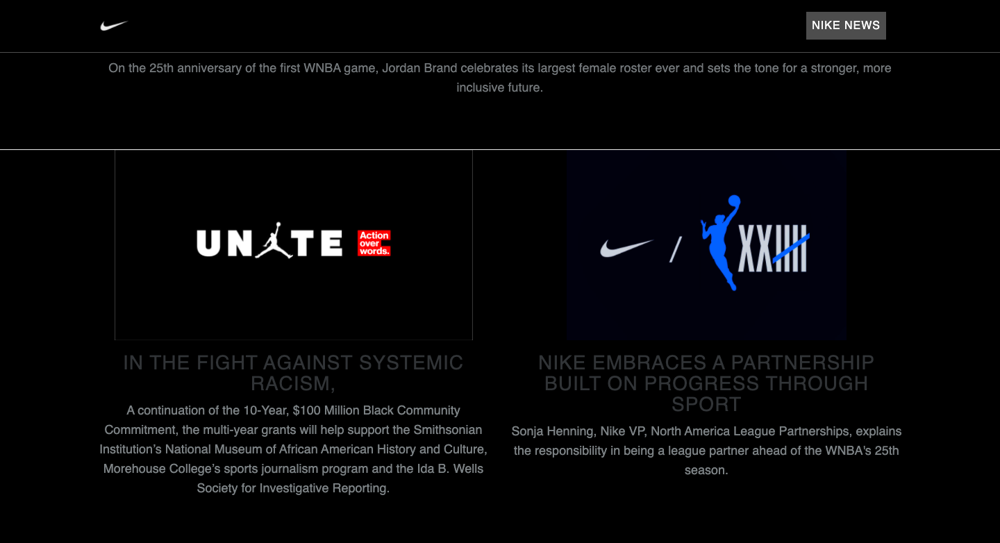 NIKE NEWS
On the 25th anniversary of the first WNBA game, Jordan Brand celebrates its largest female roster ever and sets the tone for a stronger, more
inclusive future.
UNITE
Action
over
words.
/ XXIIIII
IN THE FIGHT AGAINST SYSTEMIC
RACISM,
A continuation of the 10-Year, $100 Million Black Community
Commitment, the multi-year grants will help support the Smithsonian
Institution’s National Museum of African American History and Culture,
Morehouse College’s sports journalism program and the Ida B. Wells
Society for Investigative Reporting.
NIKE EMBRACES A PARTNERSHIP
BUILT ON PROGRESS THROUGH
SPORT
Sonja Henning, Nike VP, North America League Partnerships, explains
the responsibility in being a league partner ahead of the WNBA's 25th
season.